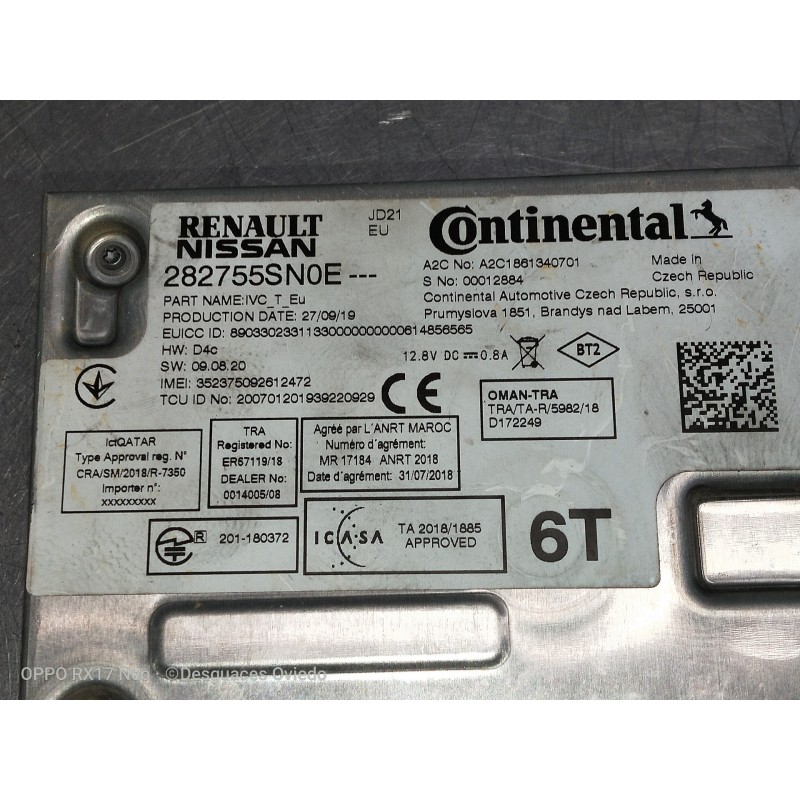 RENAULT
NISSAN
JD21
EU
Continental
282755SN0E ---
A2C No: A2C1861340701
S No: 00012884
Made in
Czech Republic
Continental Automotive Czech Republic, s.r.o.
Prumyslova 1851, Brandys nad Labem, 25001
PART NAME:IVC_T_Eu
PRODUCTION DATE: 27/09/19
EUICC ID: 89033023311330000000000614856565
HW: D4c
SW: 09.08.20
IMEI: 352375092612472
TCU ID No: 200701201939220929
12.8V DC 0.8A
BT2
CE
OMAN-TRA
TRA/TA-R/5982/18
D172249
IctQATAR
Type Approval reg. N°
CRA/SM/2018/R-7350
Importer n°:
xxxxxxxxx
TRA
Registered No:
ER67119/18
DEALER No:
0014005/08
Agréé par L'ANRT MAROC
Numéro d'agrément:
MR 17184 ANRT 2018
Date d'agrément: 31/07/2018
R 201-180372
ICASA
TA 2018/1885
APPROVED
6T
OPPO RX17 Neo · ©Desguaces Oviedo